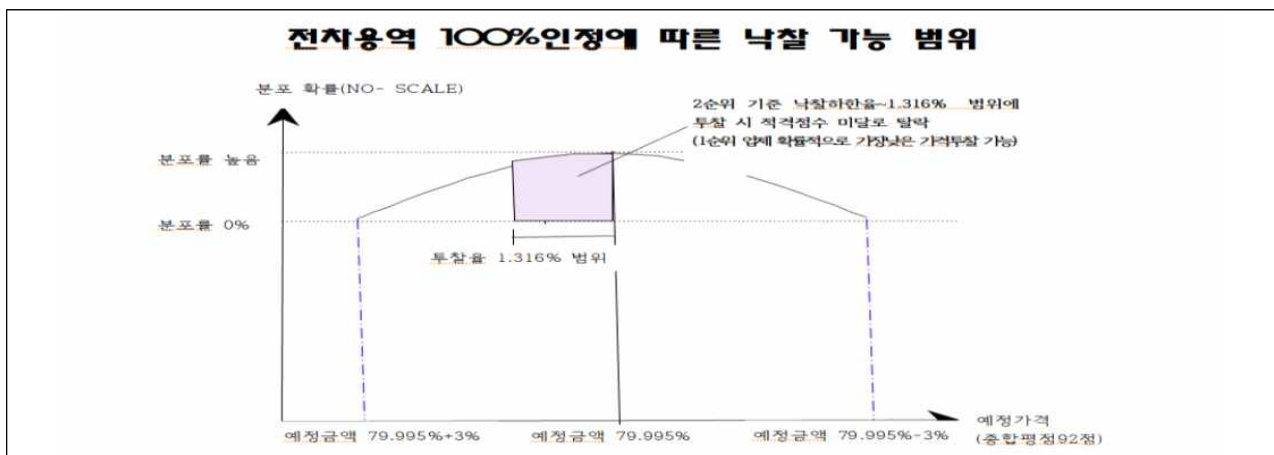 전차용역 100%인정에 따른 낙찰 가능 범위
분포 확률(NO- SCALE)
2순위 기준 낙찰하한율~1.316% 범위에
투찰 시 적격점수 미달로 탈락
(1순위 업체 확률적으로 가장낮은 가격투찰 가능)
분포률 높음
분포률 0%
투찰율 1.316% 범위
예정가격
(종합평점92점)
예정금액 79.995%+3%
예정금액 79.995%
예정금액 79.995%-3%